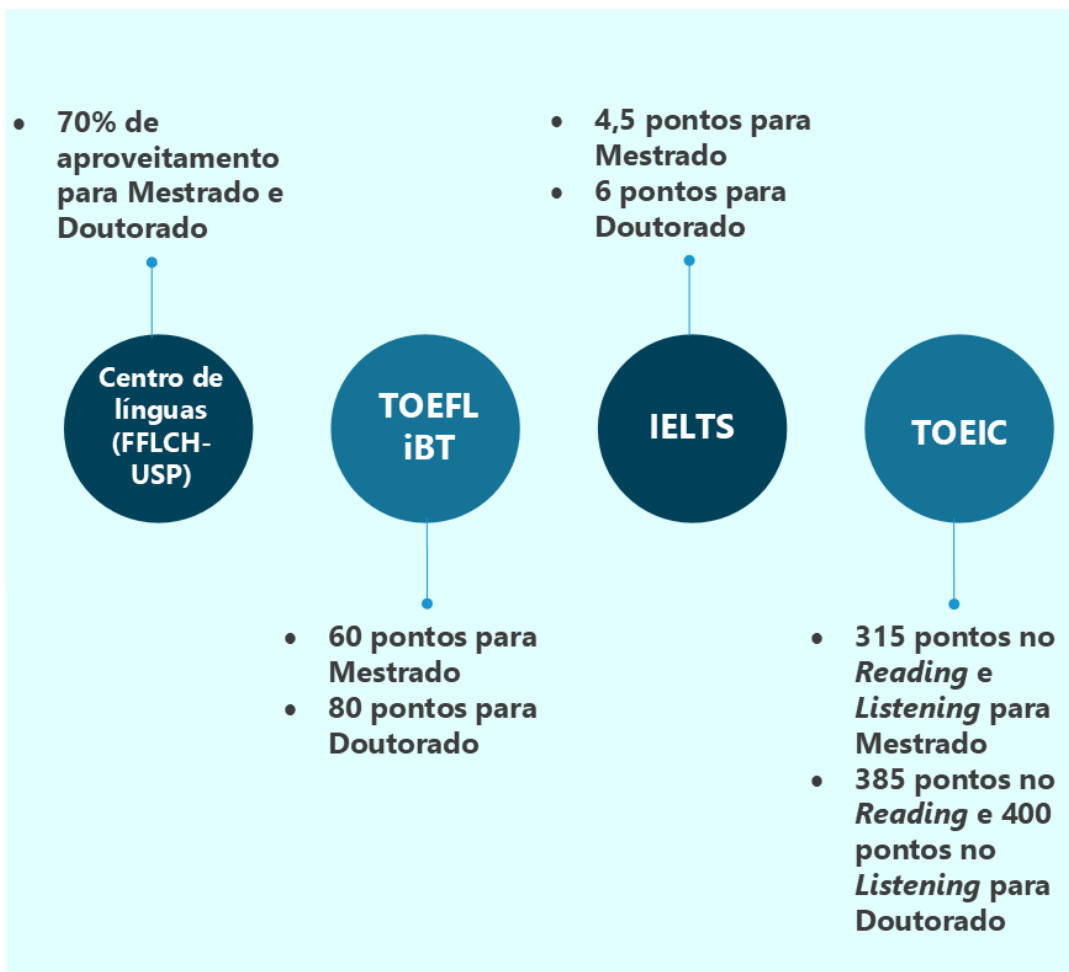 • 70% de
aproveitamento
para Mestrado e
Doutorado
• 4,5 pontos para
Mestrado
• 6 pontos para
Doutorado
Centro de
línguas
(FFLCH-
USP)
TOEFL
iBT
IELTS
TOEIC
• 60 pontos para
Mestrado
• 80 pontos para
Doutorado
• 315 pontos no
Reading e
Listening para
Mestrado
• 385 pontos no
Reading e 400
pontos no
Listening para
Doutorado